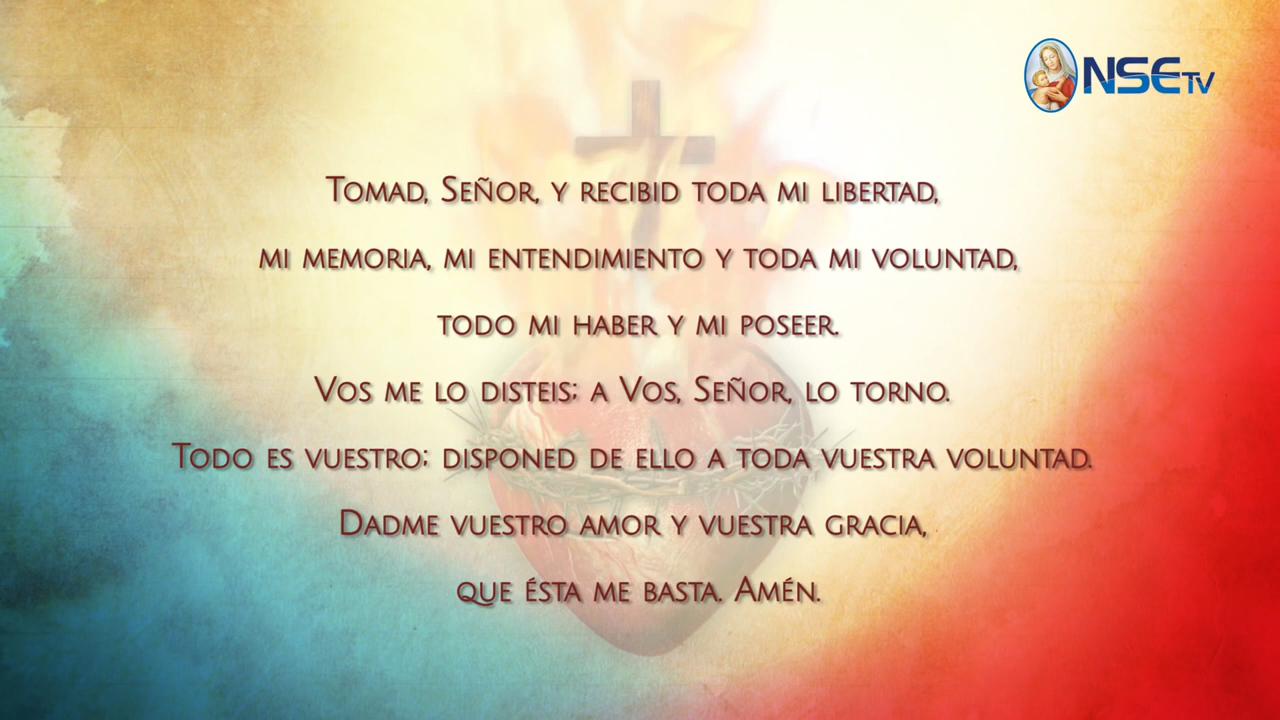 NSE TV
Tomad, Señor, y recibid toda mi libertad,
mi memoria, mi entendimiento y toda mi voluntad,
todo mi haber y mi poseer.
Vos me lo disteis; a Vos, Señor, lo torno.
Todo es vuestro; disponed de ello a toda vuestra voluntad.
Dadme vuestro amor y vuestra gracia,
que ésta me basta. Amén.